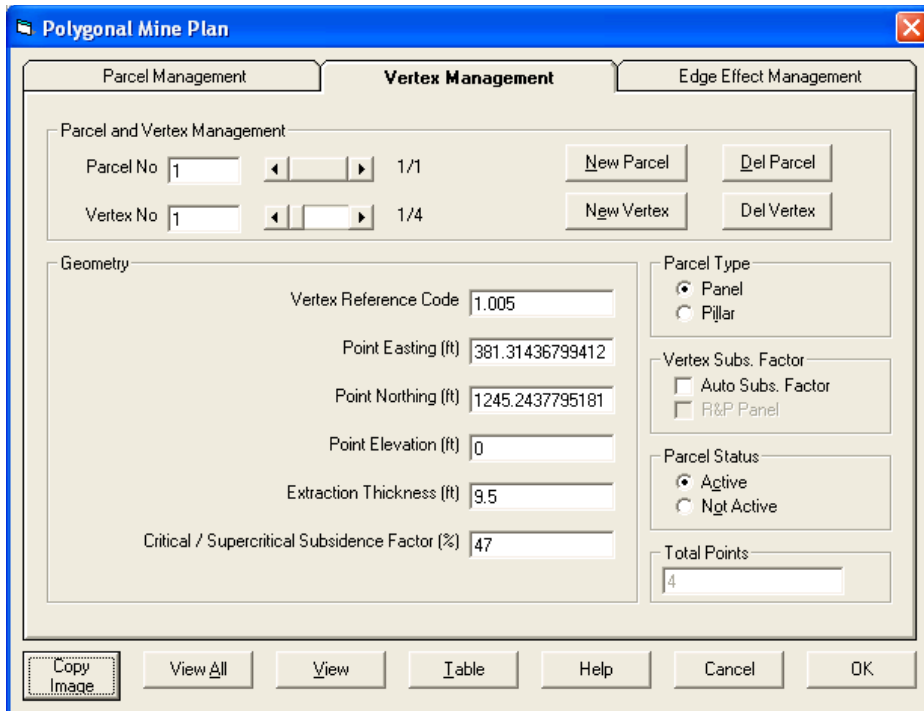 Polygonal Mine Plan
Parcel Management
Vertex Management
Edge Effect Management
Parcel and Vertex Management
Parcel No 1 1/1 New Parcel Del Parcel
Vertex No 1 1/4 New Vertex Del Vertex
Geometry
Vertex Reference Code 1.005
Point Easting (ft) 381.31436799412
Point Northing (ft) 1245.2437795181
Point Elevation (ft) 0
Extraction Thickness (ft) 9.5
Critical / Supercritical Subsidence Factor (%) 47
Parcel Type
Panel
Pillar
Vertex Subs. Factor
Auto Subs. Factor
R&P Panel
Parcel Status
Active
Not Active
Total Points
4
Copy
Image
View All
View
Table
Help
Cancel
OK